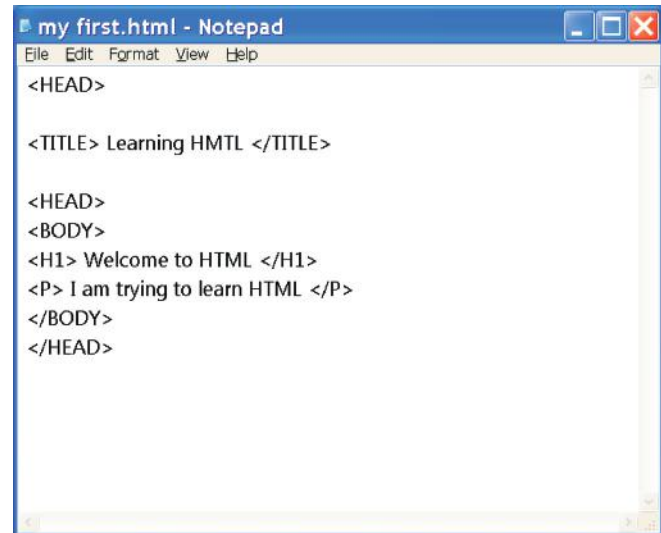 my first.html - Notepad
File Edit Format View Help
<HEAD>
<TITLE> Learning HMTL </TITLE>
<HEAD>
<BODY>
<H1> Welcome to HTML </H1>
<P> I am trying to learn HTML </P>
</BODY>
</HEAD>